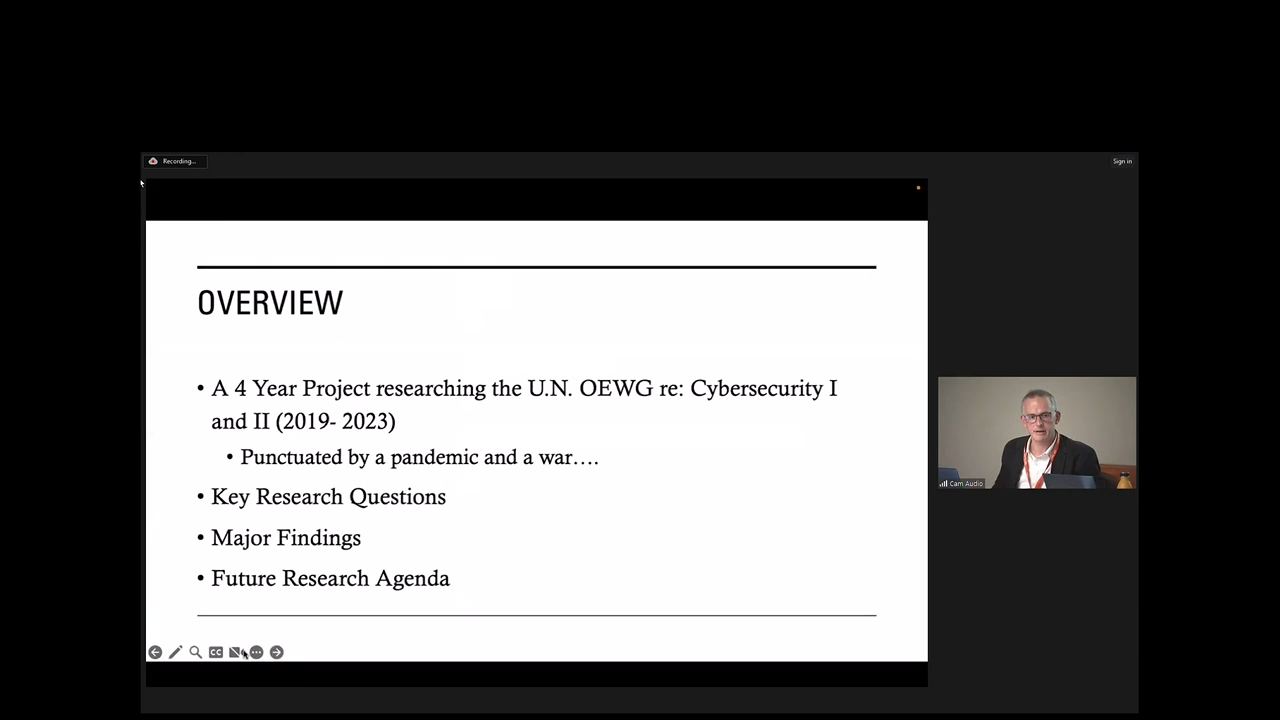 Recording...
Sign in
OVERVIEW
• A 4 Year Project researching the U.N. OEWG re: Cybersecurity I
and II (2019- 2023)
• Punctuated by a pandemic and a war….
• Key Research Questions
• Major Findings
• Future Research Agenda
Cam Audio
CC